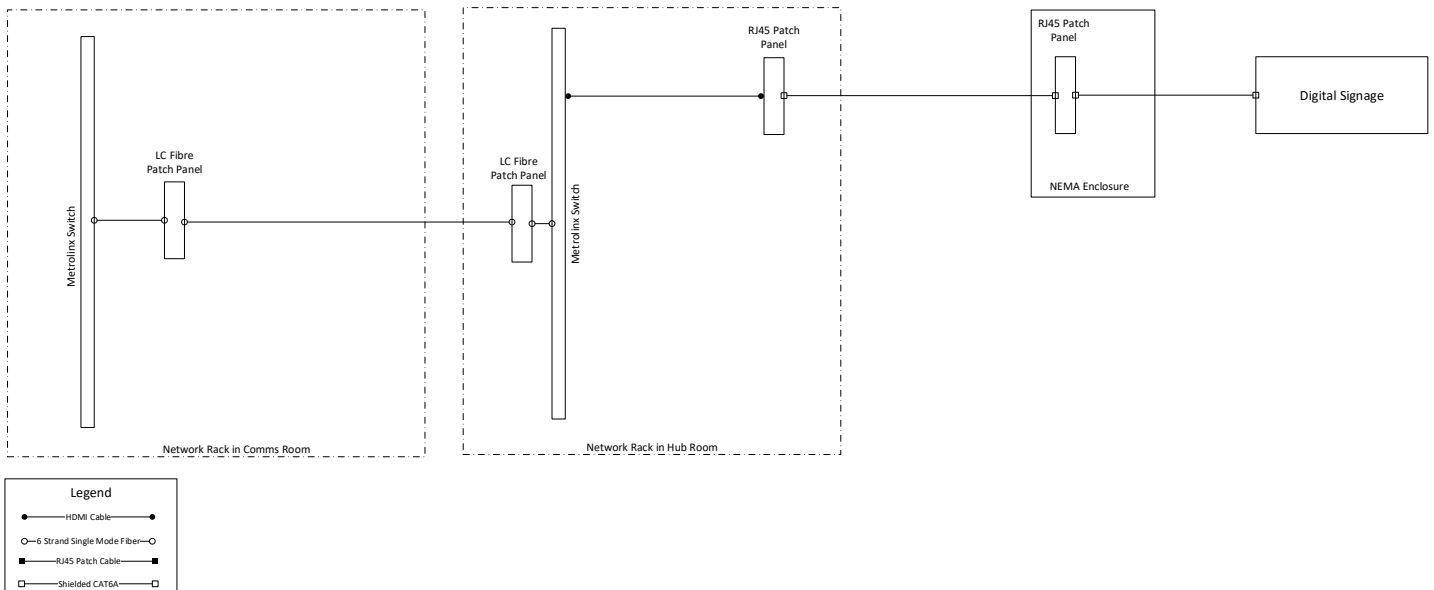 RJ45 Patch
Panel
RJ45 Patch
Panel
Digital Signage
LC Fibre
Patch Panel
LC Fibre
Patch Panel
NEMA Enclosure
Metrolinx Switch
Metrolinx Switch
Network Rack in Comms Room
Network Rack in Hub Room
Legend
HDMI Cable
6 Strand Single Mode Fiber
RJ45 Patch Cable
Shielded CAT6A